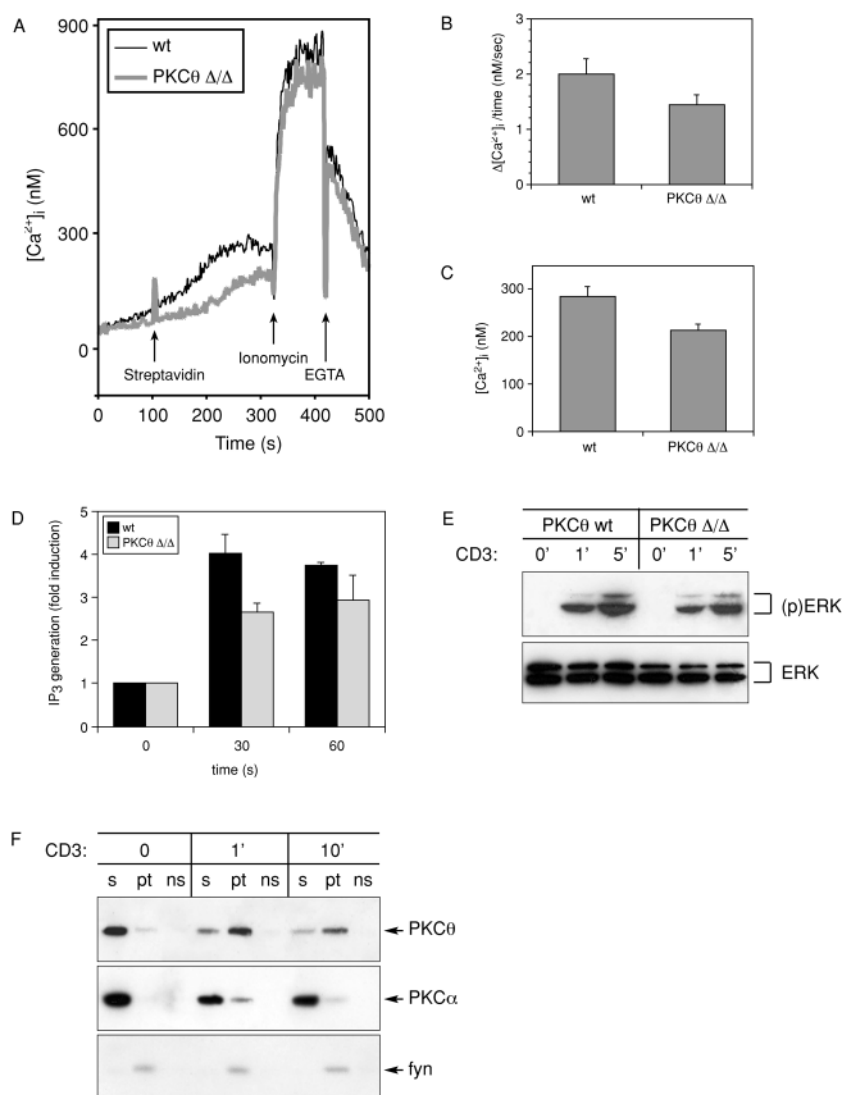 A
900
600
300
0
[Ca2+]i (nM)
wt
PKCθ Δ/Δ
Streptavidin
Ionomycin
EGTA
0 100 200 300 400 500
Time (s)
B
3
2
1
0
Δ[Ca2+]i /time (nM/sec)
wt PKCθ Δ/Δ
C
300
200
100
0
[Ca2+]i (nM)
wt PKCθ Δ/Δ
D
5
4
3
2
1
0
IP3 generation (fold induction)
wt
PKCθ Δ/Δ
0 30 60
time (s)
E
PKCθ wt PKCθ Δ/Δ
CD3: 0' 1' 5' 0' 1' 5'
(p)ERK
ERK
F
CD3: 0 1' 10'
s pt ns s pt ns s pt ns
PKCθ
PKCα
fyn